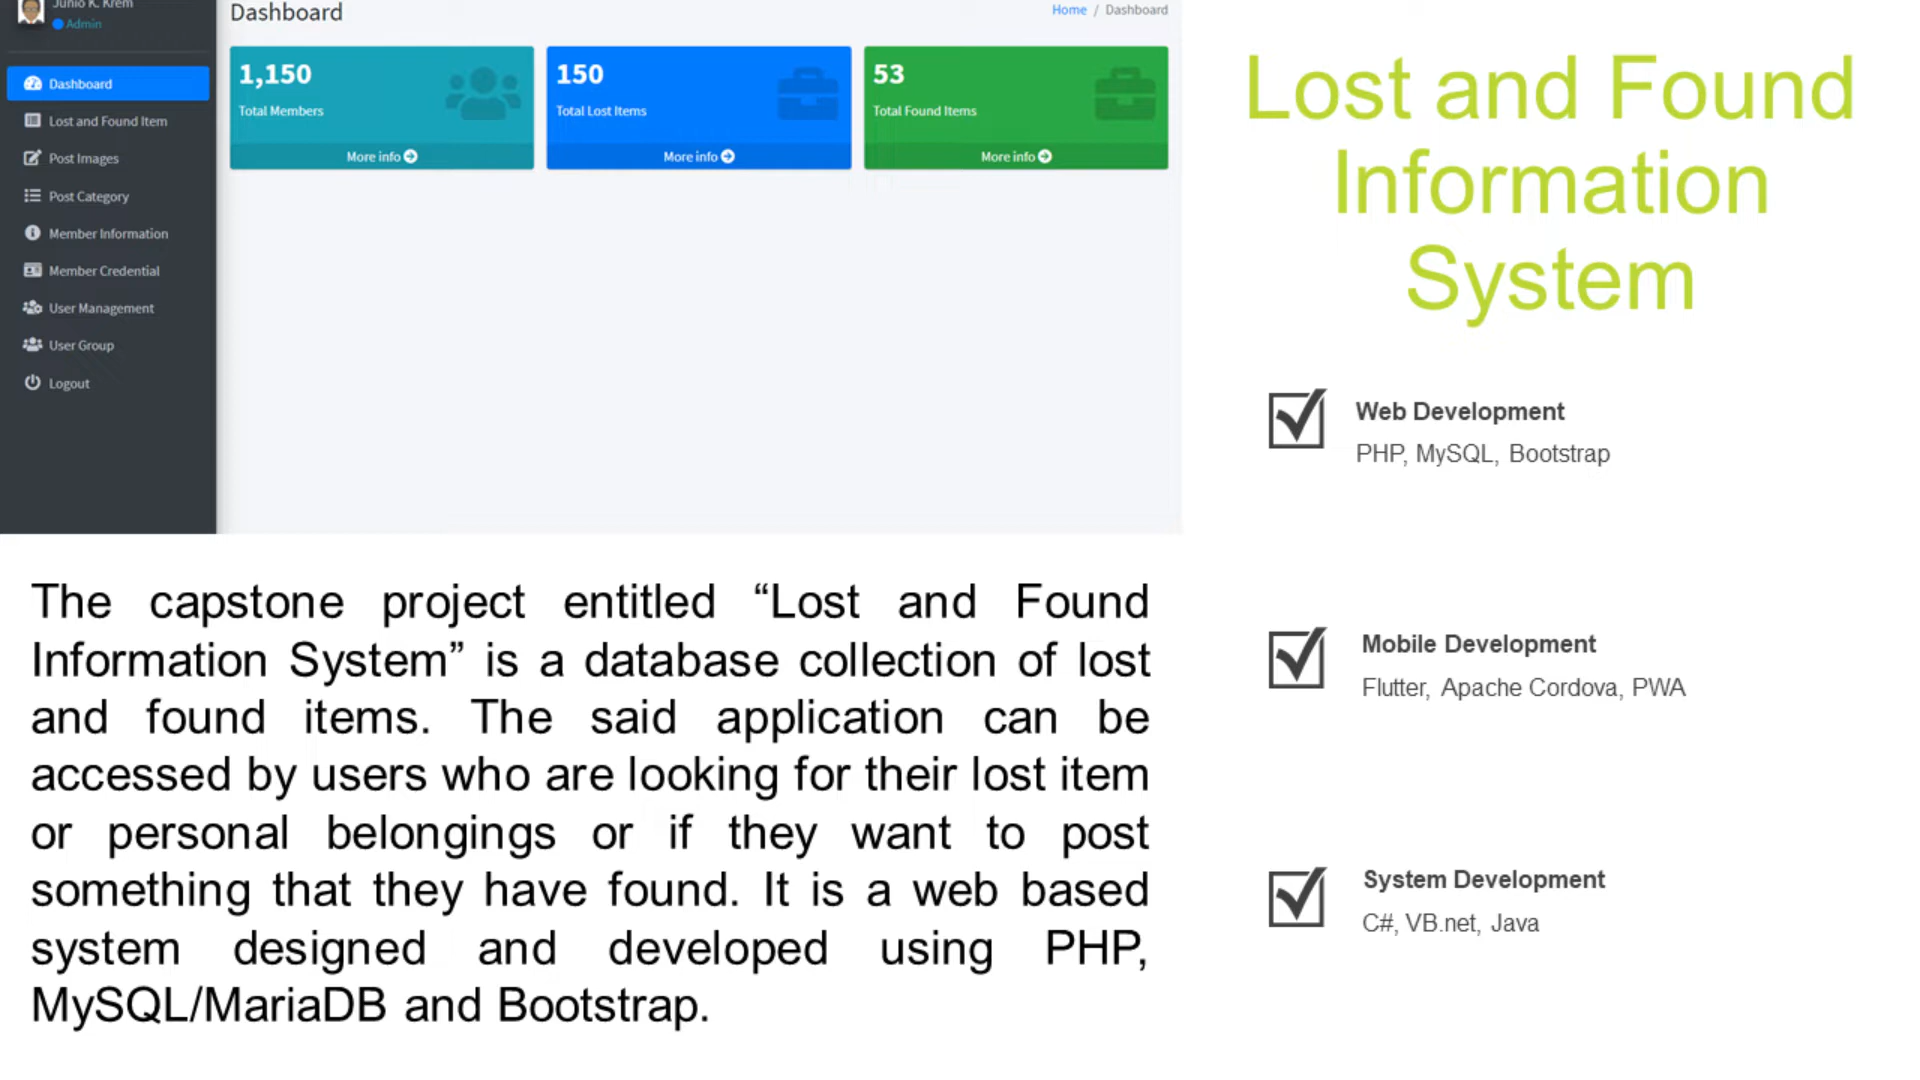 Junio K. Krem
Admin
Dashboard
Lost and Found Item
Post Images
Post Category
Member Information
Member Credential
User Management
User Group
Logout
Dashboard
Home / Dashboard
1,150
Total Members
More info
150
Total Lost Items
More info
53
Total Found Items
More info
The capstone project entitled “Lost and Found
Information System” is a database collection of lost
and found items. The said application can be
accessed by users who are looking for their lost item
or personal belongings or if they want to post
something that they have found. It is a web based
system designed and developed using PHP,
MySQL/MariaDB and Bootstrap.
Lost and Found
Information
System
Web Development
PHP, MySQL, Bootstrap
Mobile Development
Flutter, Apache Cordova, PWA
System Development
C#, VB.net, Java